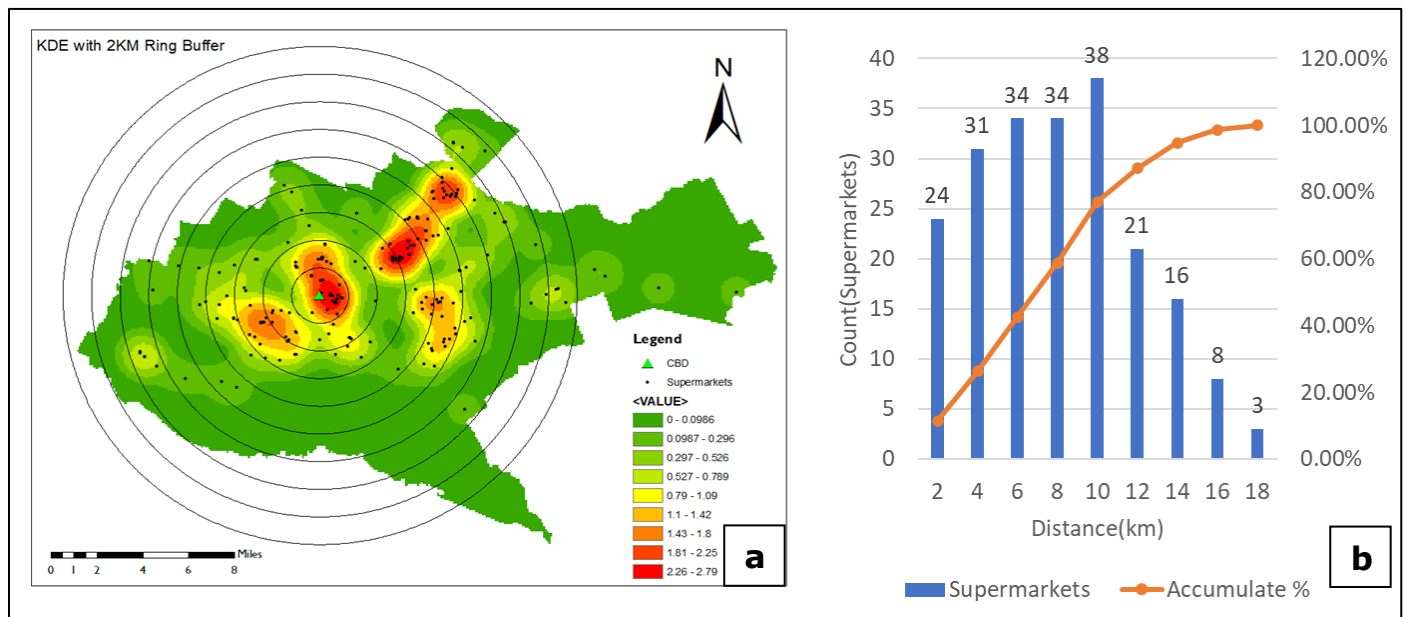 KDE with 2KM Ring Buffer
N
Legend
CBD
Supermarkets
<VALUE>
0 - 0.0986
0.0987 - 0.296
0.297 - 0.526
0.527 - 0.789
0.79 - 1.09
1.1 - 1.42
1.43 - 1.8
1.81 - 2.25
2.26 - 2.79
Miles
0 1 2 4 6 8
a
40
35
30
25
20
15
10
5
0
Count(Supermarkets)
24
31
34
34
38
21
16
8
3
120.00%
100.00%
80.00%
60.00%
40.00%
20.00%
0.00%
2 4 6 8 10 12 14 16 18
Distance(km)
Supermarkets Accumulate %
b